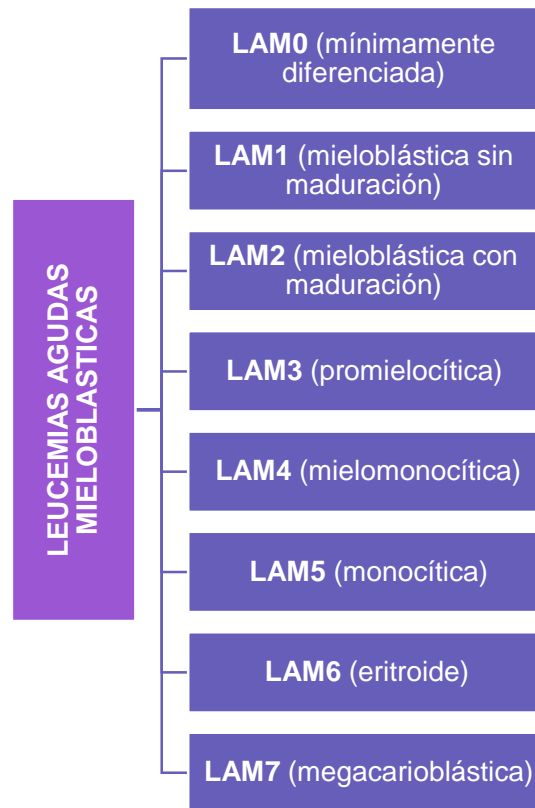 LEUCEMIAS AGUDAS
MIELOBLASTICAS
LAM0 (mínimamente
diferenciada)
LAM1 (mieloblástica sin
maduración)
LAM2 (mieloblástica con
maduración)
LAM3 (promielocítica)
LAM4 (mielomonocítica)
LAM5 (monocítica)
LAM6 (eritroide)
LAM7 (megacarioblástica)